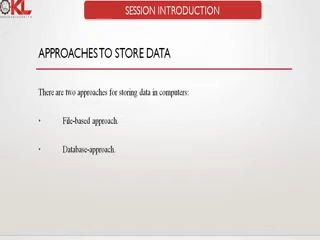 KL
SESSION INTRODUCTION
APPROACHES TO STORE DATA
There are two approaches for storing data in computers:
• File-based approach.
• Database-approach.